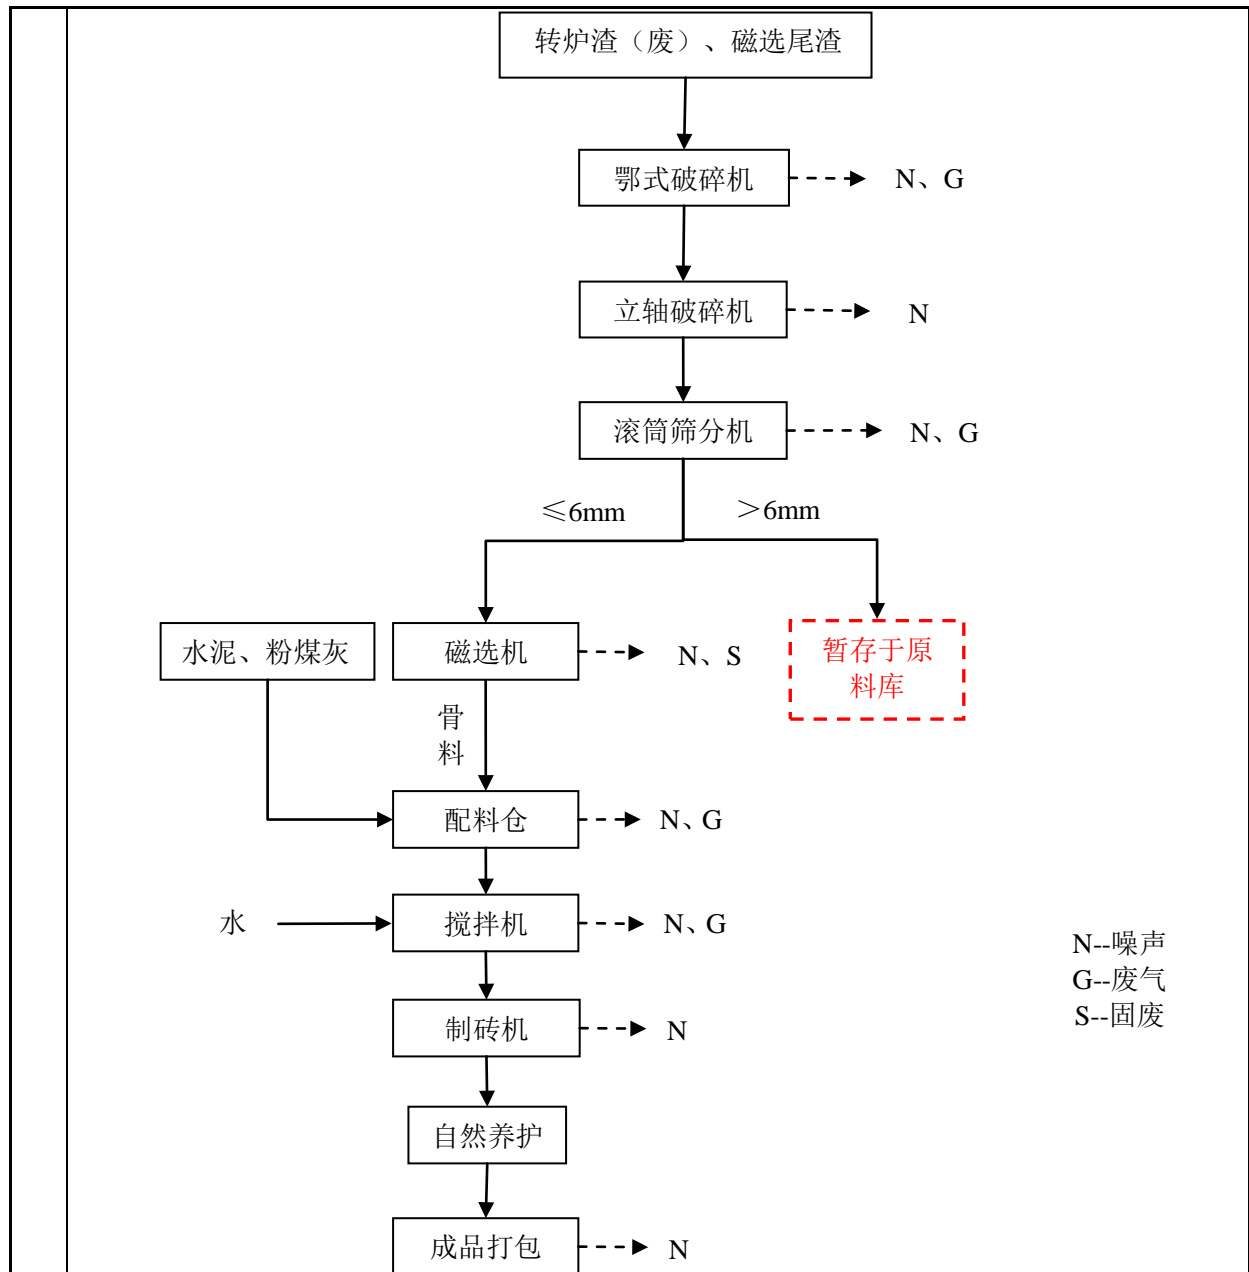 转炉渣（废）、磁选尾渣
鄂式破碎机
N、G
立轴破碎机
N
滚筒筛分机
N、G
≤6mm
＞6mm
水泥、粉煤灰
磁选机
N、S
暂存于原
料库
骨
料
配料仓
N、G
水
搅拌机
N、G
N--噪声
G--废气
S--固废
制砖机
N
自然养护
成品打包
N